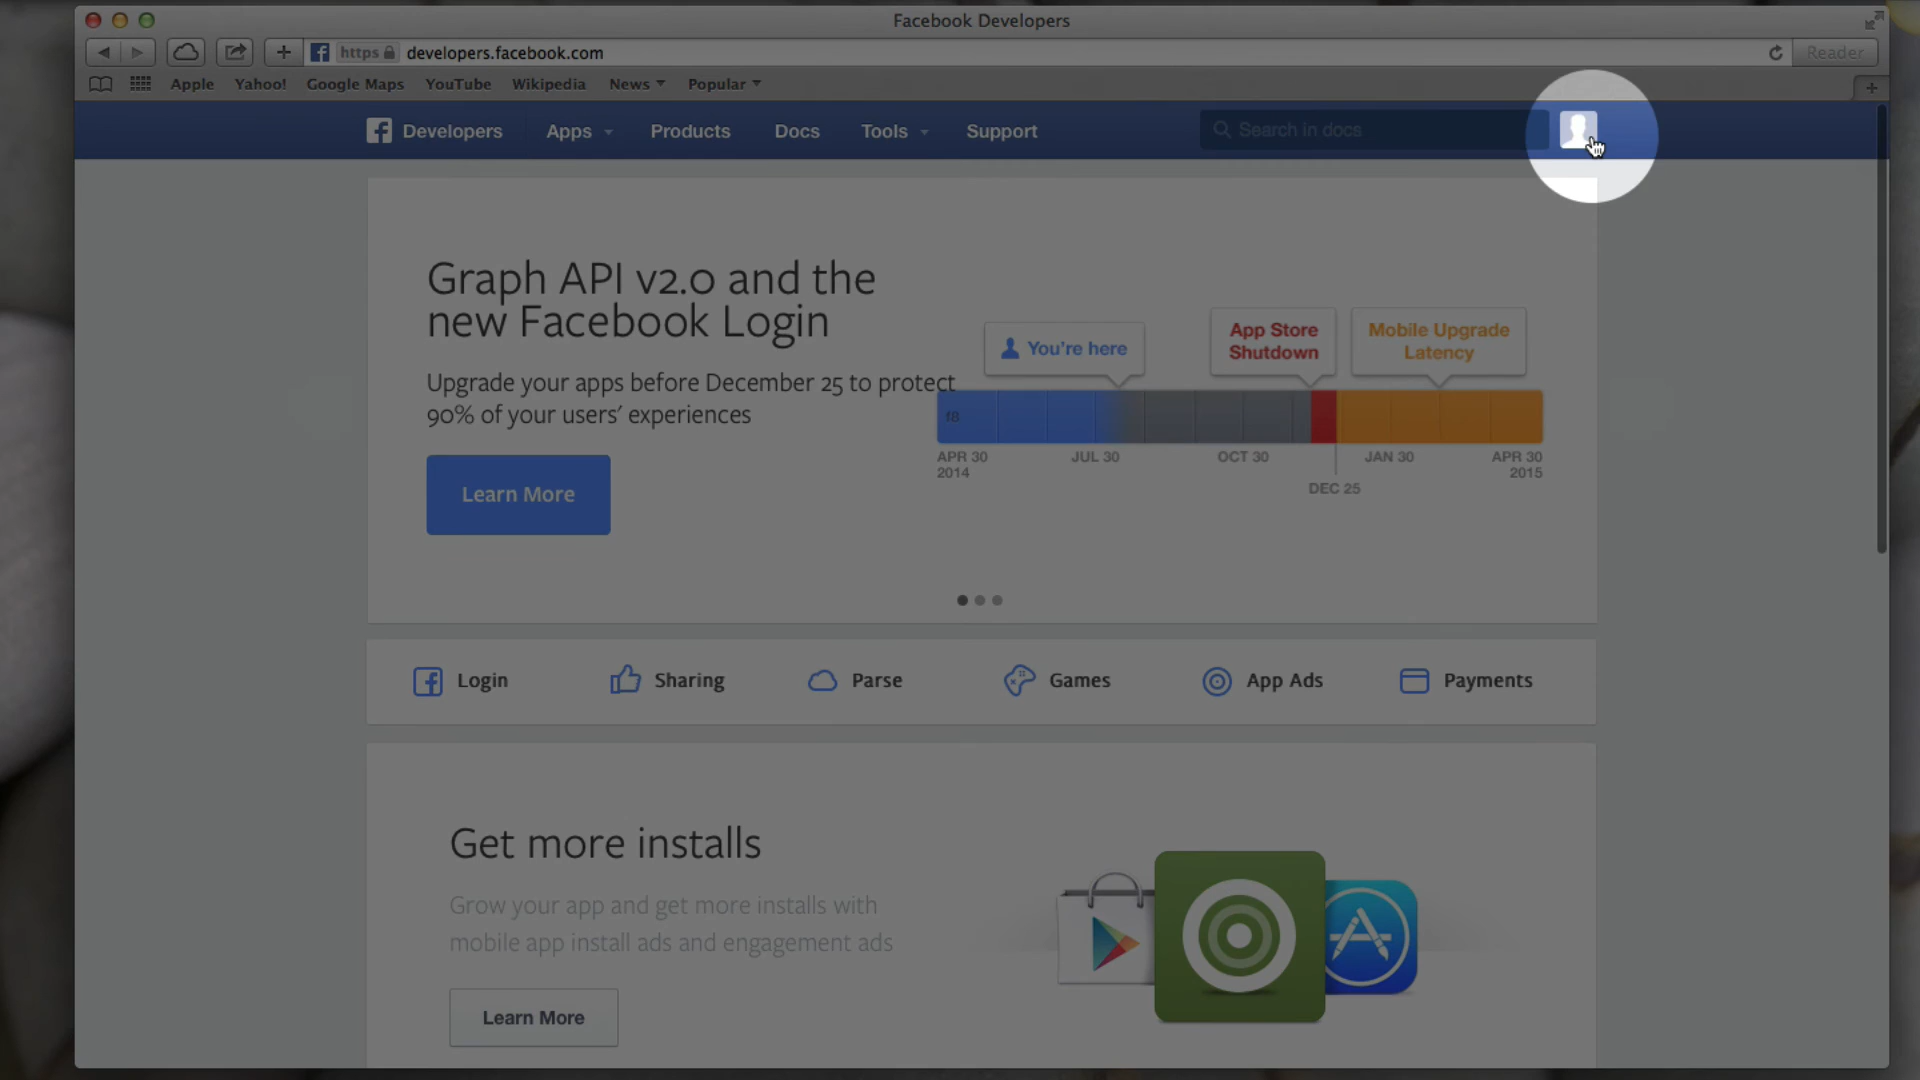 Facebook Developers
https developers.facebook.com
Reader
Apple Yahoo! Google Maps YouTube Wikipedia News Popular
Developers Apps Products Docs Tools Support
Search in docs
Graph API v2.0 and the
new Facebook Login
Upgrade your apps before December 25 to protect
90% of your users' experiences
Learn More
You're here
App Store
Shutdown
Mobile Upgrade
Latency
f8
APR 30
2014
JUL 30
OCT 30
DEC 25
JAN 30
APR 30
2015
Login Sharing Parse Games App Ads Payments
Get more installs
Grow your app and get more installs with
mobile app install ads and engagement ads
Learn More